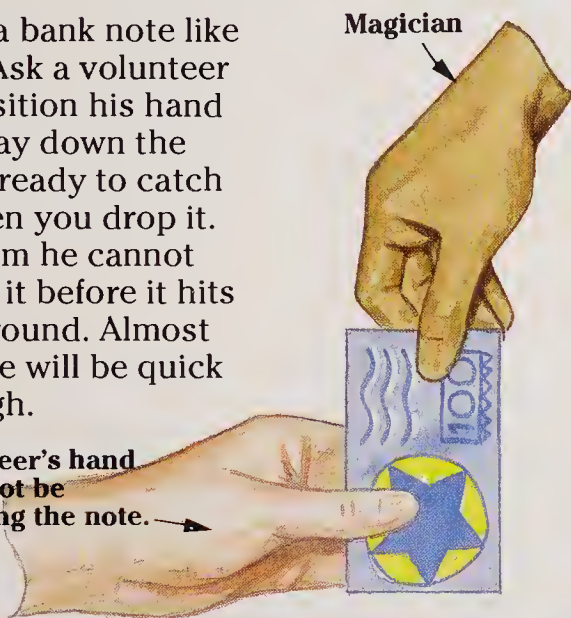 Magician
a bank note like
Ask a volunteer
sition his hand
ay down the
ready to catch
en you drop it.
m he cannot
it before it hits
ound. Almost
e will be quick
gh.
eer's hand
ot be
ng the note.
100